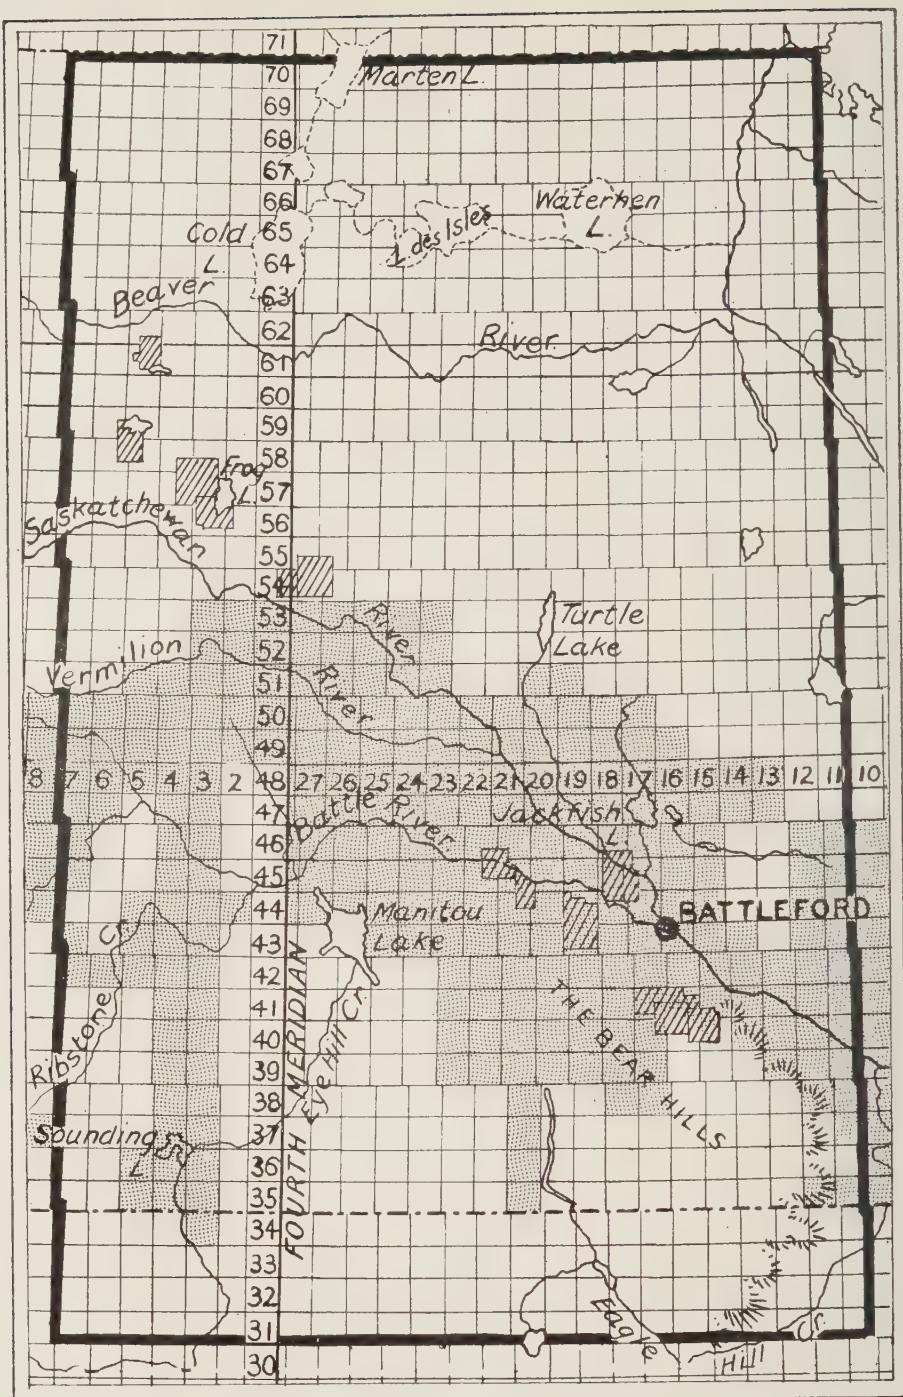 71
70
Marten L.
69
68
67
66
Waterhen
L.
Cold
L.
65
L des Isles
64
63
Beaver
River
62
61
60
59
58
Frog
L.
57
56
Saskatchewan
River
55
54
53
Turtle
Lake
52
Vermilion
River
51
50
49
8 7 6 5 4 3 2 48 27 26 25 24 23 22 21 20 19 18 17 16 15 14 13 12 11 10
47
Battle River
Jackfish
L.
46
45
44
BATTLEFORD
Manitou
Lake
43
42
41
40
39
38
37
36
35
34
33
32
31
30
Ribstone Cr.
FOURTH MERIDIAN
Eye Hill Cr.
THE BEAR HILLS
Sounding
L
Eagle
Hill
Cr.